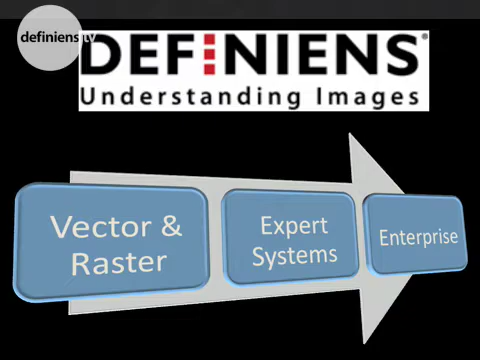 definiens tv
DEFINIENS®
Understanding Images
Vector &
Raster
Expert
Systems
Enterprise